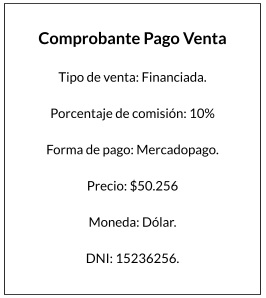 Comprobante Pago Venta
Tipo de venta: Financiada.
Porcentaje de comisión: 10%
Forma de pago: Mercadopago.
Precio: $50.256
Moneda: Dólar.
DNI: 15236256.